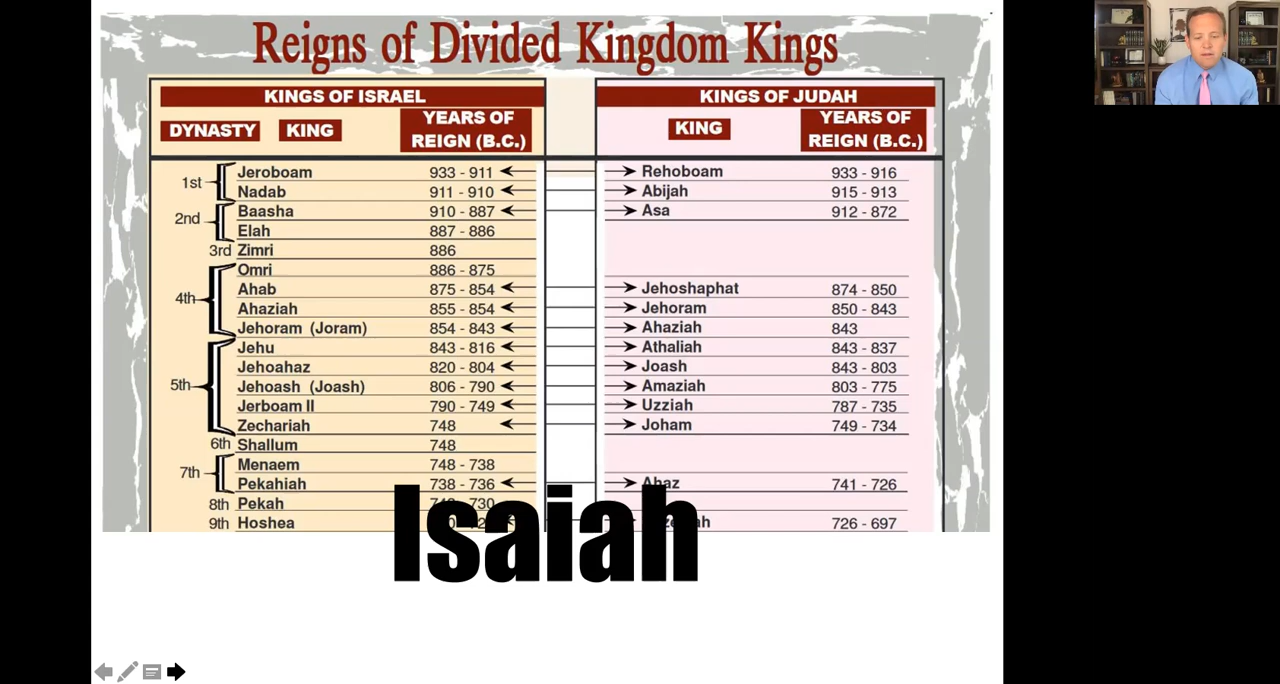 Reigns of Divided Kingdom Kings
KINGS OF ISRAEL KINGS OF JUDAH
DYNASTY KING YEARS OF REIGN (B.C.) KING YEARS OF REIGN (B.C.)
1st
Jeroboam 933 - 911 Rehoboam 933 - 916
Nadab 911 - 910 Abijah 915 - 913
2nd
Baasha 910 - 887 Asa 912 - 872
Elah 887 - 886
3rd Zimri 886
4th
Omri 886 - 875
Ahab 875 - 854 Jehoshaphat 874 - 850
Ahaziah 855 - 854 Jehoram 850 - 843
Jehoram (Joram) 854 - 843 Ahaziah 843
5th
Jehu 843 - 816 Athaliah 843 - 837
Jehoahaz 820 - 804 Joash 843 - 803
Jehoash (Joash) 806 - 790 Amaziah 803 - 775
Jerboam II 790 - 749 Uzziah 787 - 735
Zechariah 748 Joham 749 - 734
6th Shallum 748
7th
Menaem 748 - 738
Pekahiah 738 - 736 Ahaz 741 - 726
8th Pekah 730
9th Hoshea 726 - 697
Isaiah